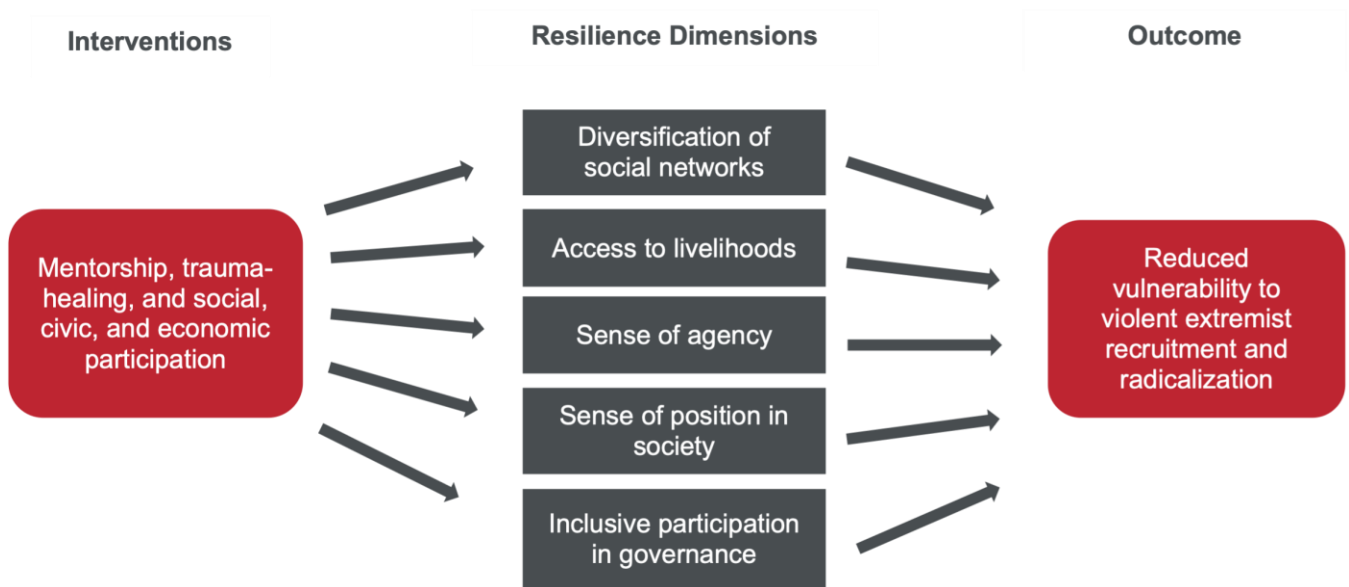 Interventions
Resilience Dimensions
Outcome
Mentorship, trauma-
healing, and social,
civic, and economic
participation
Diversification of
social networks
Access to livelihoods
Sense of agency
Sense of position in
society
Inclusive participation
in governance
Reduced
vulnerability to
violent extremist
recruitment and
radicalization